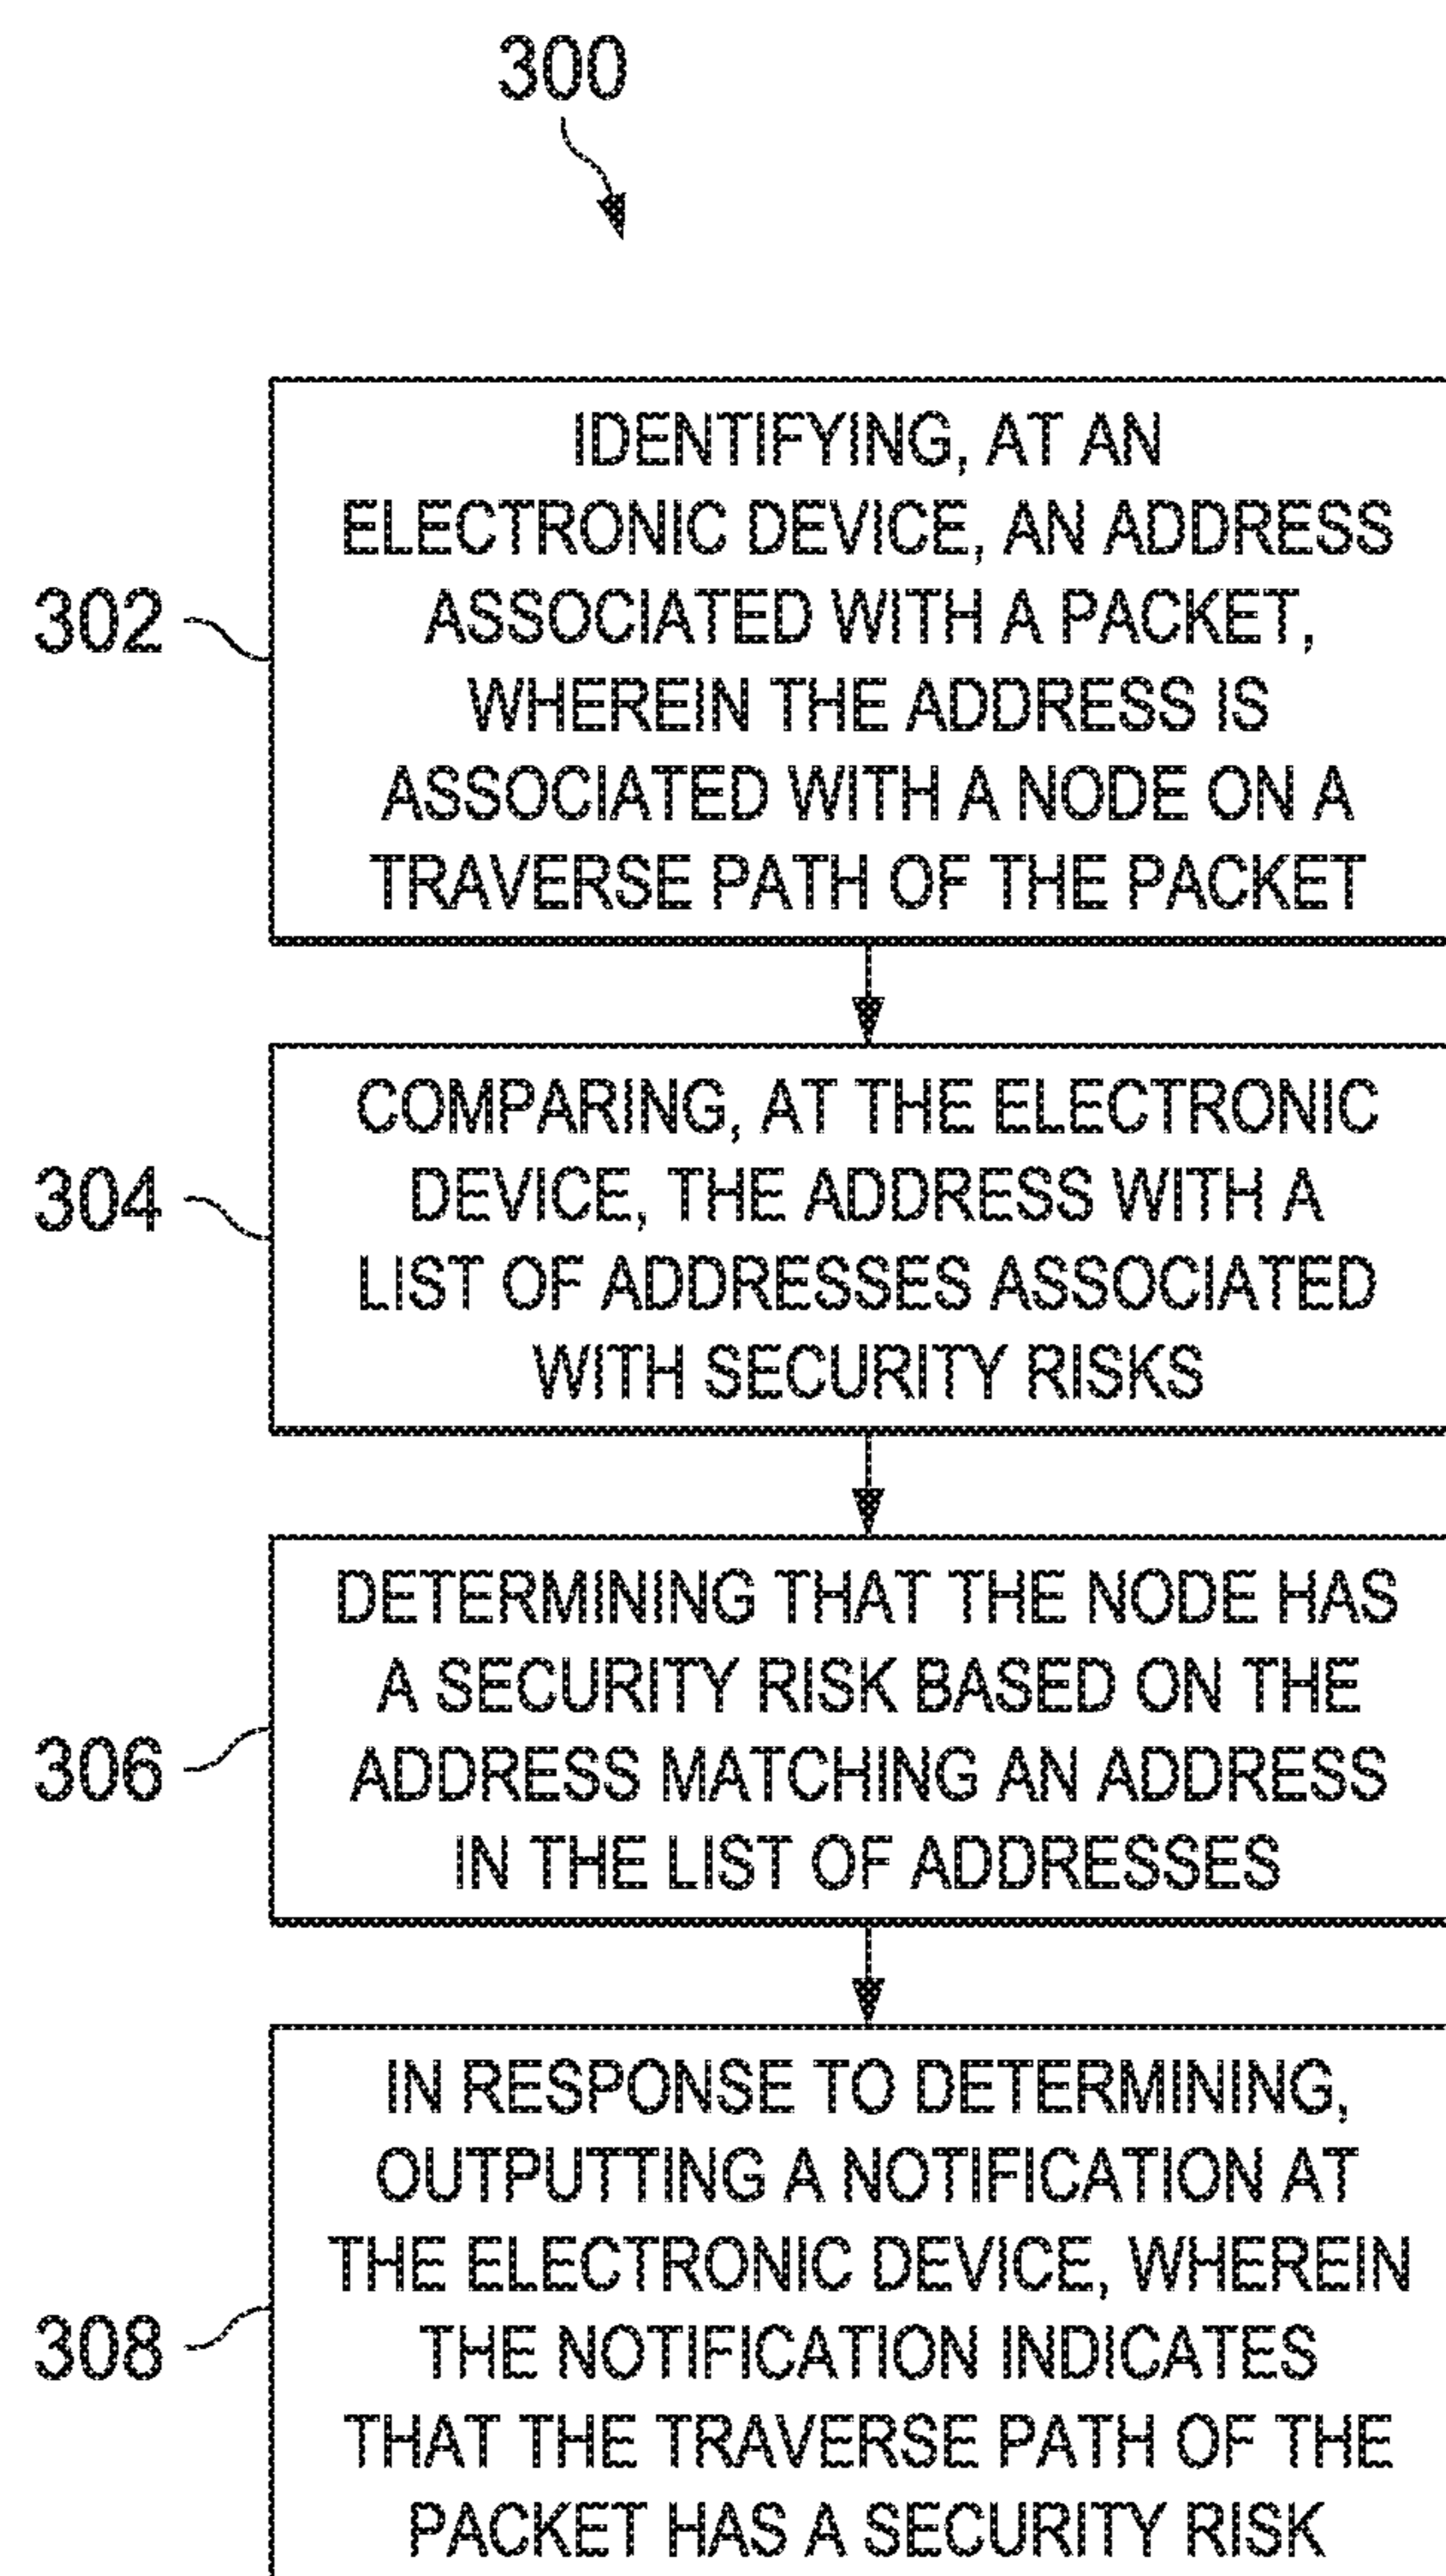 300
302
IDENTIFYING, AT AN
ELECTRONIC DEVICE, AN ADDRESS
ASSOCIATED WITH A PACKET,
WHEREIN THE ADDRESS IS
ASSOCIATED WITH A NODE ON A
TRAVERSE PATH OF THE PACKET
304
COMPARING, AT THE ELECTRONIC
DEVICE, THE ADDRESS WITH A
LIST OF ADDRESSES ASSOCIATED
WITH SECURITY RISKS
306
DETERMINING THAT THE NODE HAS
A SECURITY RISK BASED ON THE
ADDRESS MATCHING AN ADDRESS
IN THE LIST OF ADDRESSES
308
IN RESPONSE TO DETERMINING,
OUTPUTTING A NOTIFICATION AT
THE ELECTRONIC DEVICE, WHEREIN
THE NOTIFICATION INDICATES
THAT THE TRAVERSE PATH OF THE
PACKET HAS A SECURITY RISK